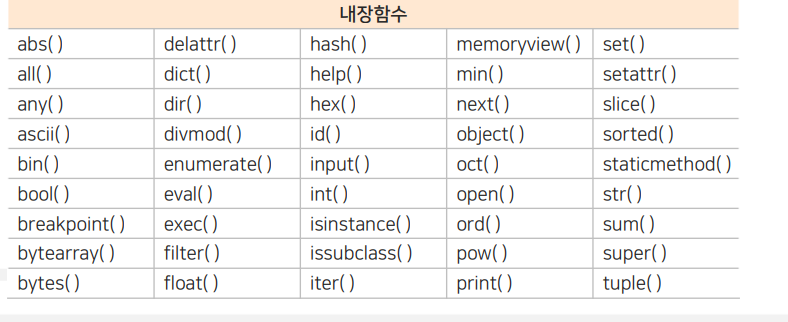 내장함수
abs( ) delattr( ) hash( ) memoryview( ) set( )
all( ) dict( ) help( ) min( ) setattr( )
any( ) dir( ) hex( ) next( ) slice( )
ascii( ) divmod( ) id( ) object( ) sorted( )
bin( ) enumerate( ) input( ) oct( ) staticmethod( )
bool( ) eval( ) int( ) open( ) str( )
breakpoint( ) exec( ) isinstance( ) ord( ) sum( )
bytearray( ) filter( ) issubclass( ) pow( ) super( )
bytes( ) float( ) iter( ) print( ) tuple( )